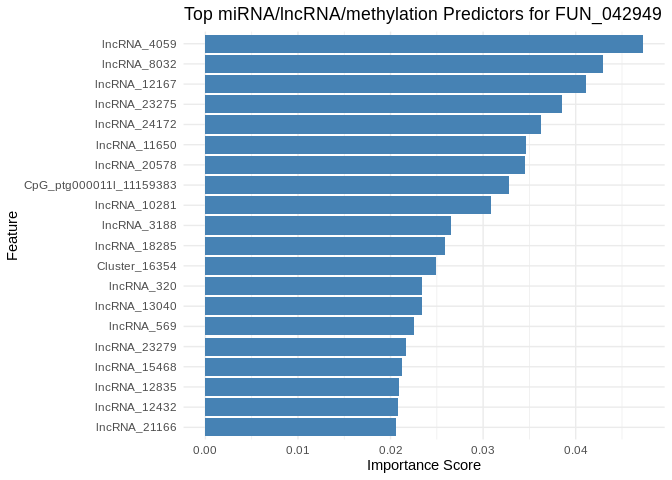 Top miRNA/lncRNA/methylation Predictors for FUN_042949
Feature
lncRNA_4059
lncRNA_8032
lncRNA_12167
lncRNA_23275
lncRNA_24172
lncRNA_11650
lncRNA_20578
CpG_ptg000011l_11159383
lncRNA_10281
lncRNA_3188
lncRNA_18285
Cluster_16354
lncRNA_320
lncRNA_13040
lncRNA_569
lncRNA_23279
lncRNA_15468
lncRNA_12835
lncRNA_12432
lncRNA_21166
0.00 0.01 0.02 0.03 0.04
Importance Score